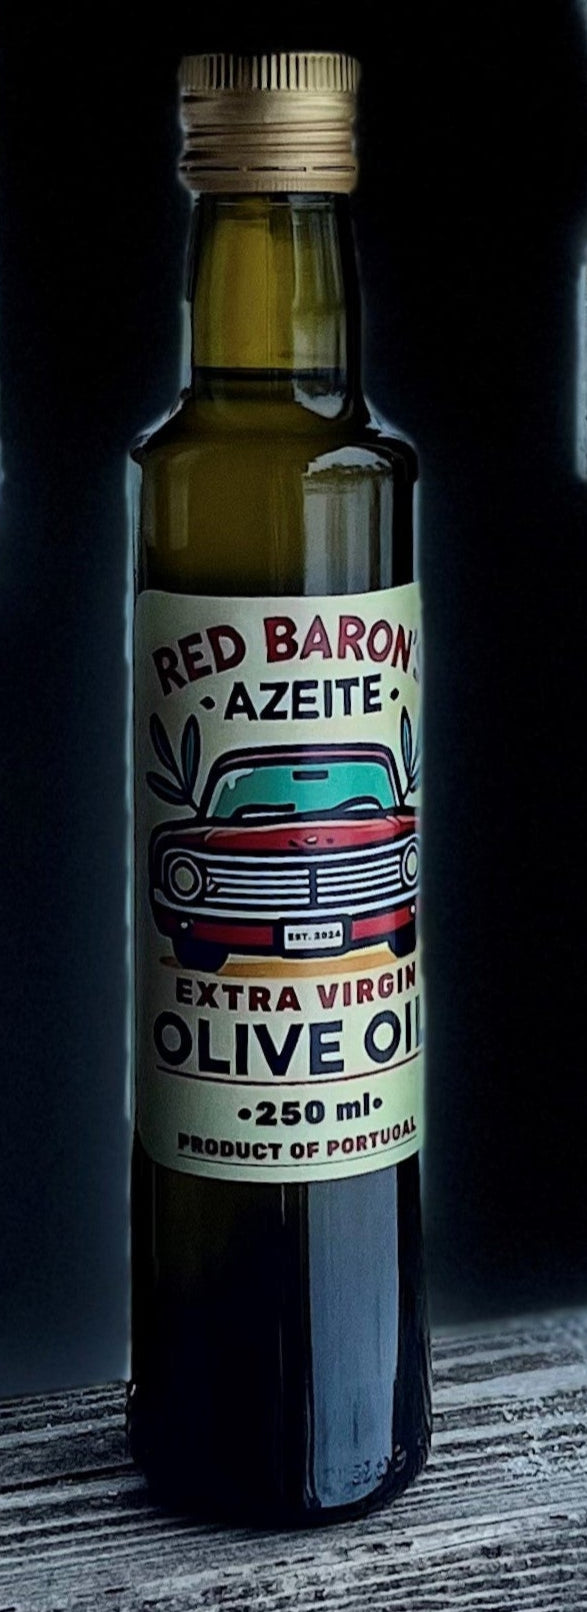 RED BARON'S
• AZEITE •
EST. 2024
EXTRA VIRGIN
OLIVE OIL
•250 ml•
PRODUCT OF PORTUGAL